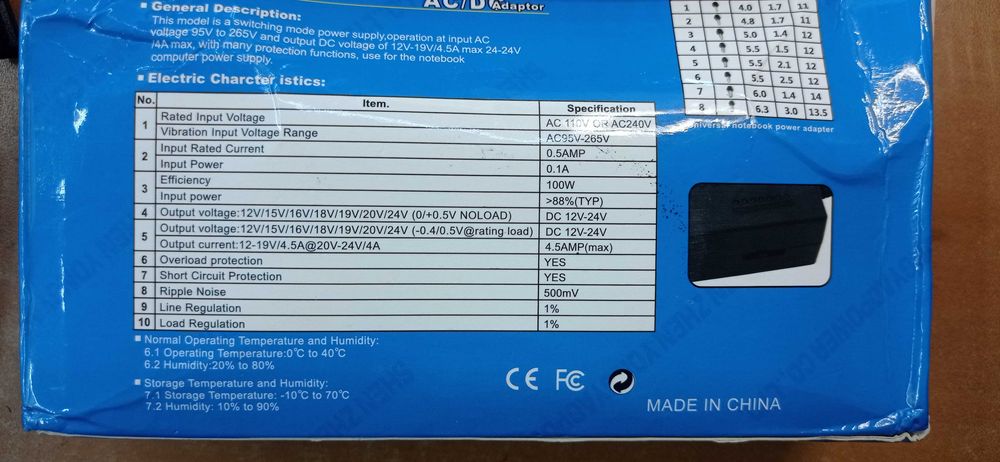 AC/DC Adaptor
General Description:
This model is a switching mode power supply,operation at input AC
voltage 95V to 265V and output DC voltage of 12V-19V/4.5A max 24-24V
/4A max, with many protection functions, use for the notebook
computer power supply.
Electric Charcter istics:
No. Item. Specification
1 Rated Input Voltage AC 110V OR AC240V
Vibration Input Voltage Range AC95V-265V
2 Input Rated Current 0.5AMP
Input Power 0.1A
3 Efficiency 100W
Input power >88%(TYP)
4 Output voltage:12V/15V/16V/18V/19V/20V/24V (0/+0.5V NOLOAD) DC 12V-24V
5 Output voltage:12V/15V/16V/18V/19V/20V/24V (-0.4/0.5V@rating load) DC 12V-24V
Output current:12-19V/4.5A@20V-24V/4A 4.5AMP(max)
6 Overload protection YES
7 Short Circuit Protection YES
8 Ripple Noise 500mV
9 Line Regulation 1%
10 Load Regulation 1%
Normal Operating Temperature and Humidity:
6.1 Operating Temperature:0℃ to 40℃
6.2 Humidity:20% to 80%
Storage Temperature and Humidity:
7.1 Storage Temperature: -10℃ to 70℃
7.2 Humidity: 10% to 90%
1 4.0 1.7 11
2 4.8 1.7 11
3 5.0 1.4 12
4 5.5 1.5 12
5 5.5 2.1 12
6 5.5 2.5 12
7 6.0 1.4 14
8 6.3 3.0 13.5
universal notebook power adapter
CE FC
MADE IN CHINA